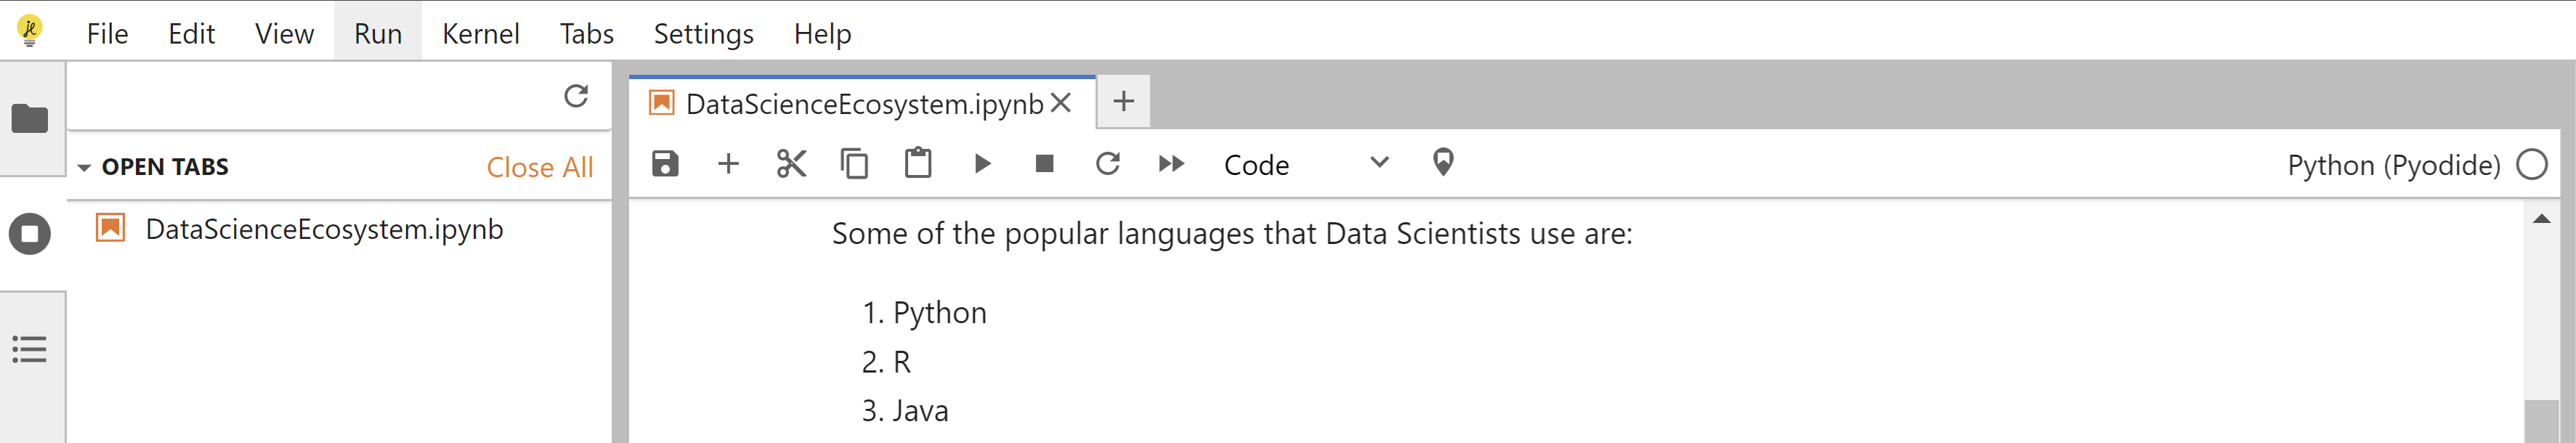 File Edit View Run Kernel Tabs Settings Help
OPEN TABS Close All
DataScienceEcosystem.ipynb
DataScienceEcosystem.ipynb
Code
Python (Pyodide)
Some of the popular languages that Data Scientists use are:
1. Python
2. R
3. Java